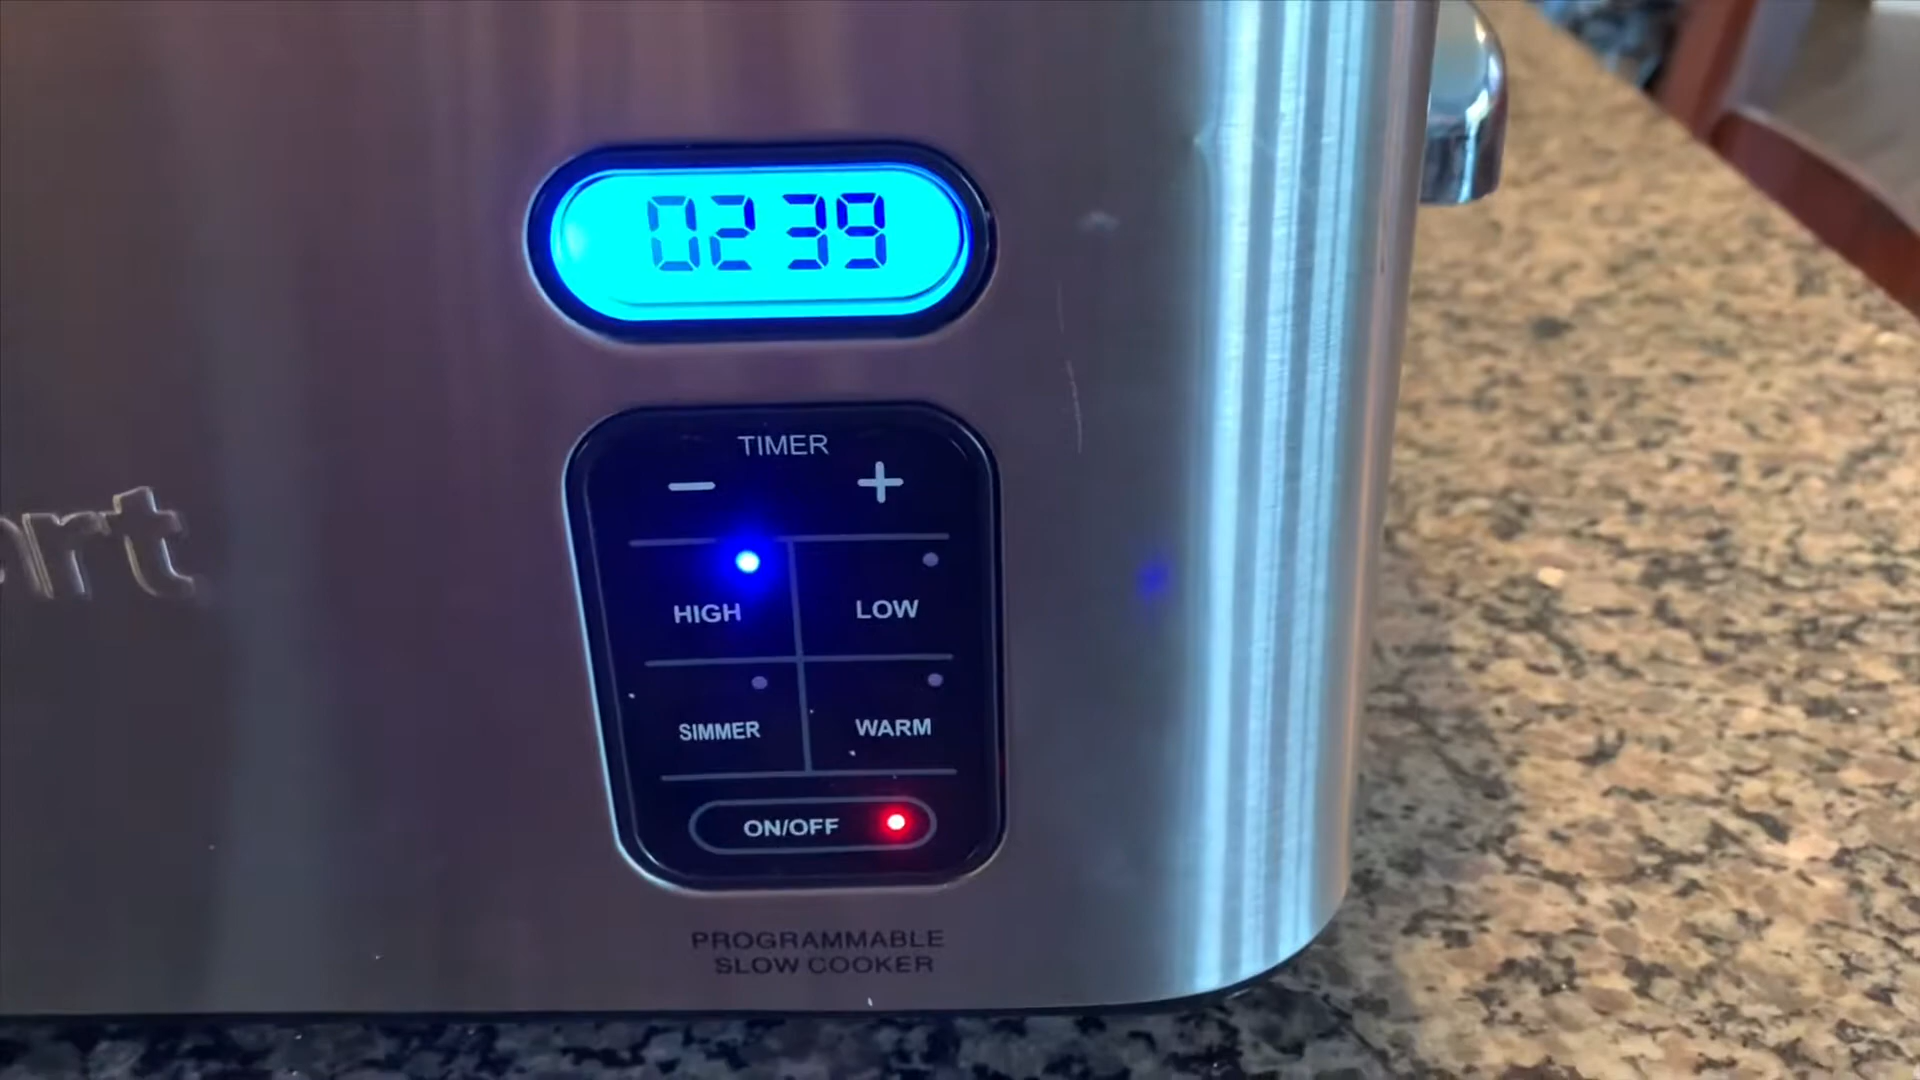 02 39
TIMER
− +
HIGH LOW
SIMMER WARM
ON/OFF
art
PROGRAMMABLE
SLOW COOKER